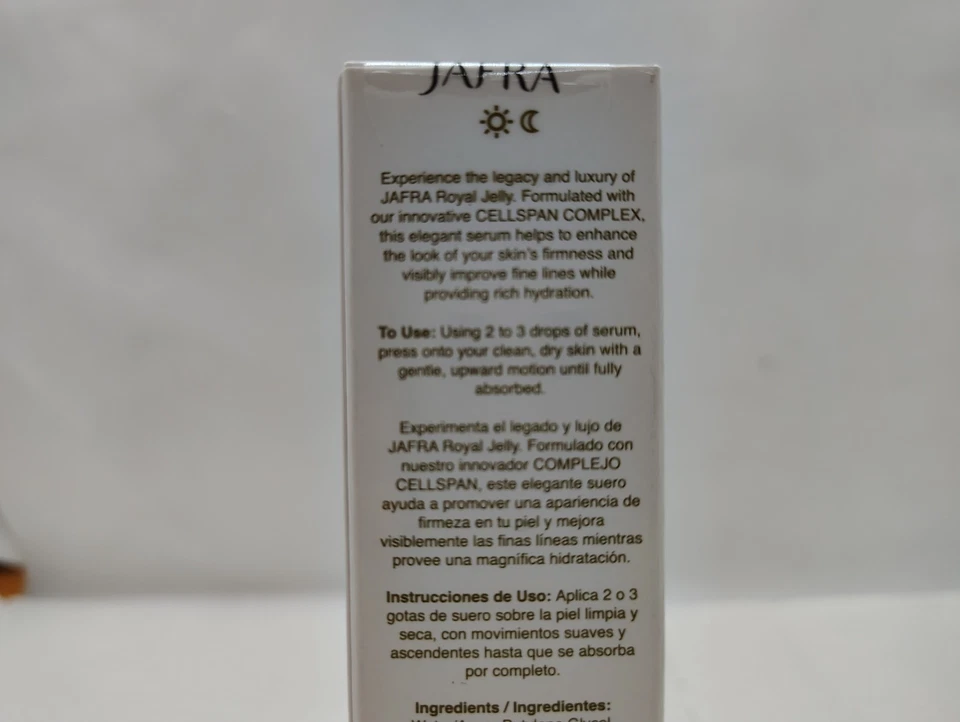 JAFRA
Experience the legacy and luxury of
JAFRA Royal Jelly. Formulated with
our innovative CELLSPAN COMPLEX,
this elegant serum helps to enhance
the look of your skin's firmness and
visibly improve fine lines while
providing rich hydration.
To Use: Using 2 to 3 drops of serum,
press onto your clean, dry skin with a
gentle, upward motion until fully
absorbed.
Experimenta el legado y lujo de
JAFRA Royal Jelly. Formulado con
nuestro innovador COMPLEJO
CELLSPAN, este elegante suero
ayuda a promover una apariencia de
firmeza en tu piel y mejora
visiblemente las finas líneas mientras
provee una magnífica hidratación.
Instrucciones de Uso: Aplica 2 o 3
gotas de suero sobre la piel limpia y
seca, con movimientos suaves y
ascendentes hasta que se absorba
por completo.
Ingredients / Ingredientes: